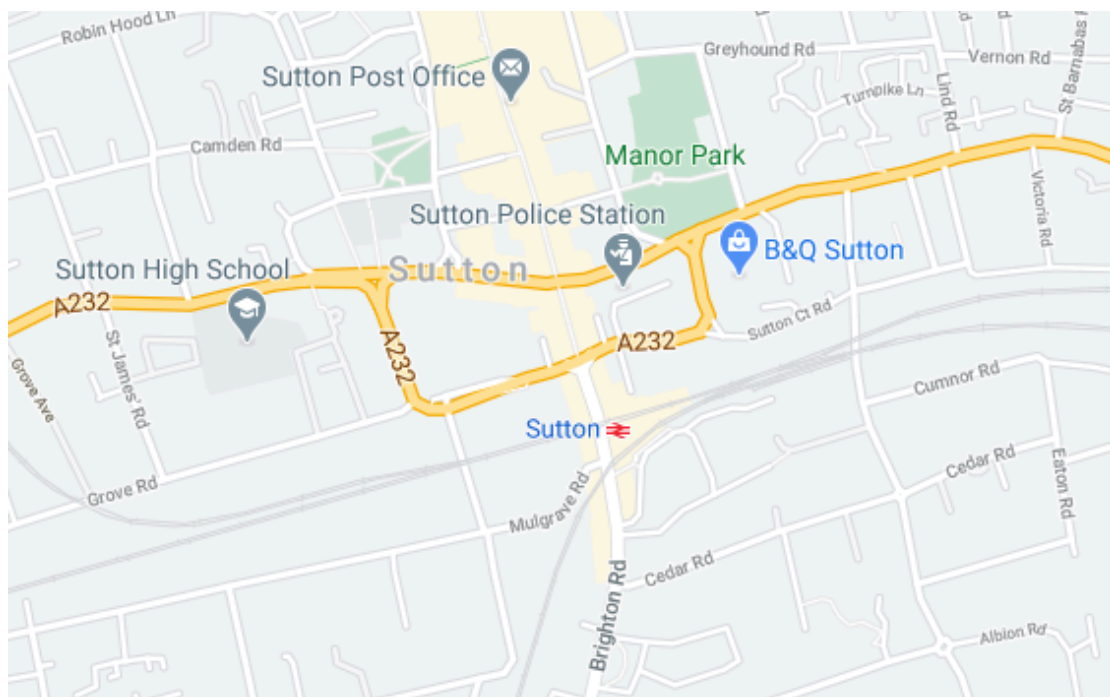 Robin Hood Ln
Greyhound Rd
Vernon Rd
St Barnabas R
Sutton Post Office
Lind Rd
Turnpike Ln
Camden Rd
Manor Park
Victoria Rd
Sutton Police Station
B&Q Sutton
Sutton High School
Sutton
A232
Sutton Ct Rd
A232
A232
St James' Rd
Grove Ave
Cumnor Rd
Sutton
Cedar Rd
Eaton Rd
Grove Rd
Mulgrave Rd
Cedar Rd
Brighton Rd
Albion Rd